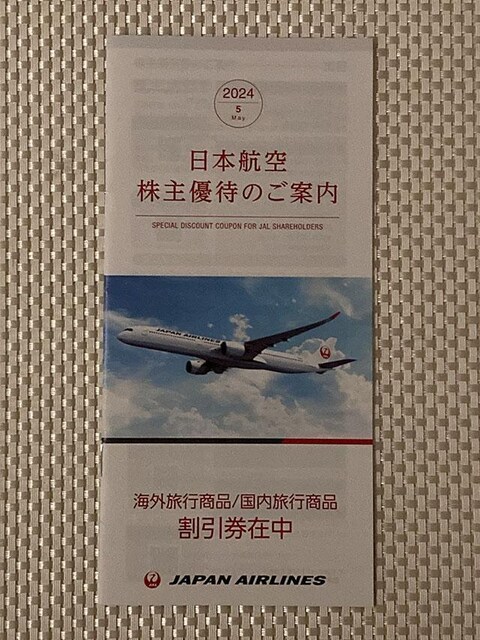 2024
5
May
日本航空
株主優待のご案内
SPECIAL DISCOUNT COUPON FOR JAL SHAREHOLDERS
JAPAN AIRLINES
海外旅行商品/国内旅行商品
割引券在中
JAPAN AIRLINES